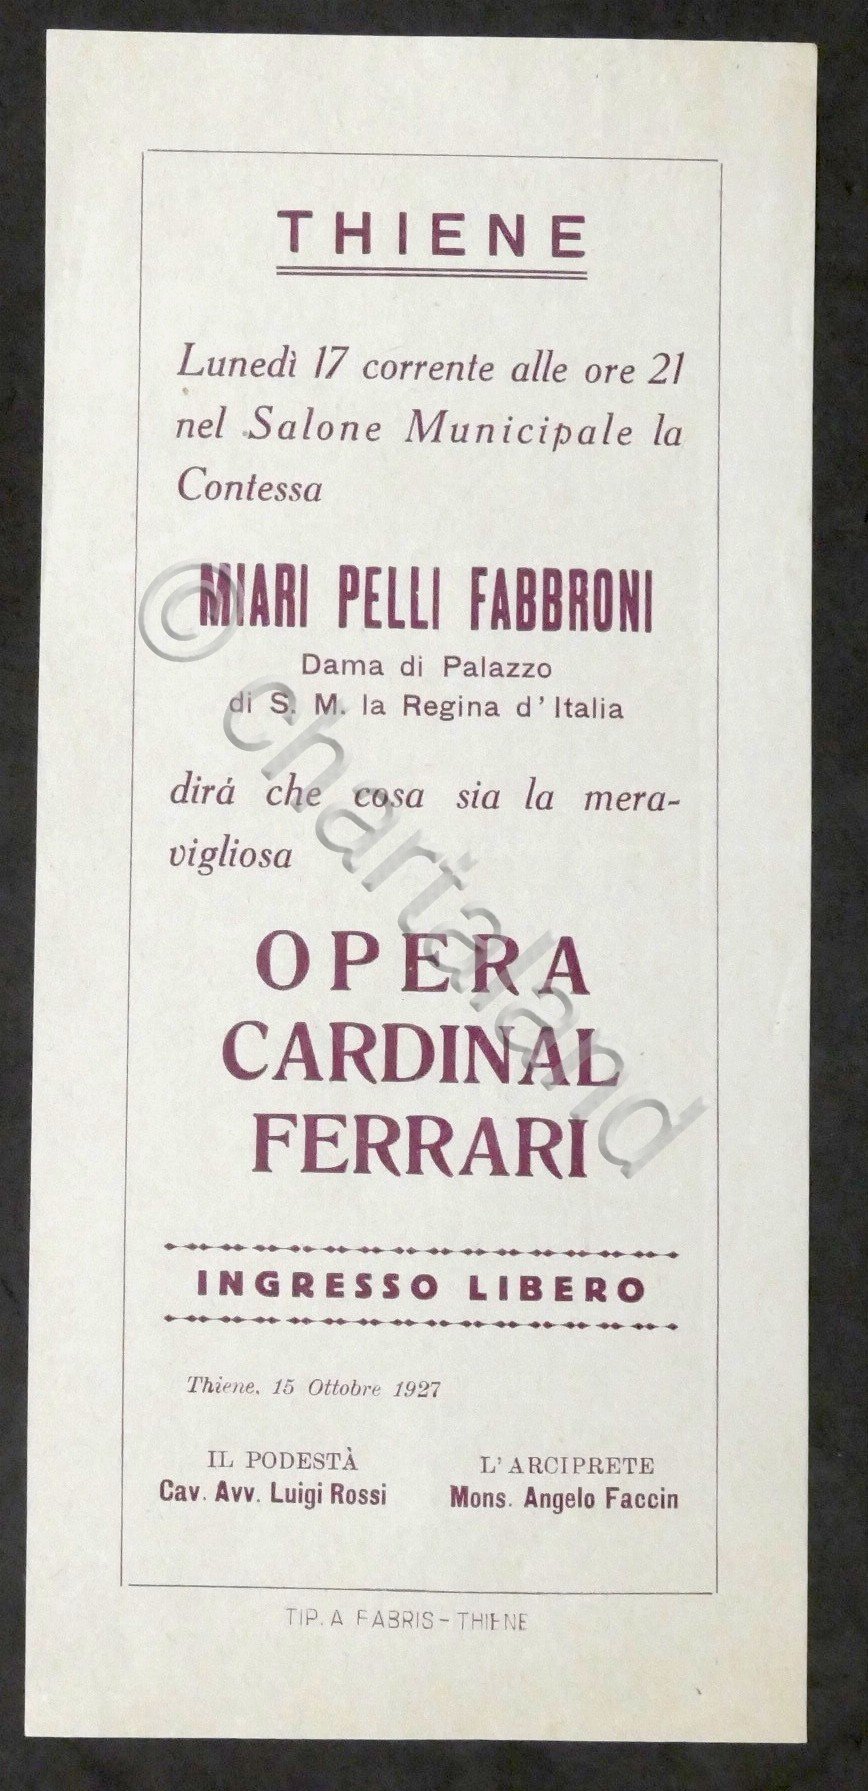 THIENE
Lunedì 17 corrente alle ore 21
nel Salone Municipale la
Contessa
MIARI PELLI FABBRONI
Dama di Palazzo
di S. M. la Regina d'Italia
dirá che cosa sia la mera-
vigliosa
OPERA
CARDINAL
FERRARI
INGRESSO LIBERO
Thiene, 15 Ottobre 1927
IL PODESTÀ
Cav. Avv. Luigi Rossi
L'ARCIPRETE
Mons. Angelo Faccin
TIP. A FABRIS - THIENE
© chartaland